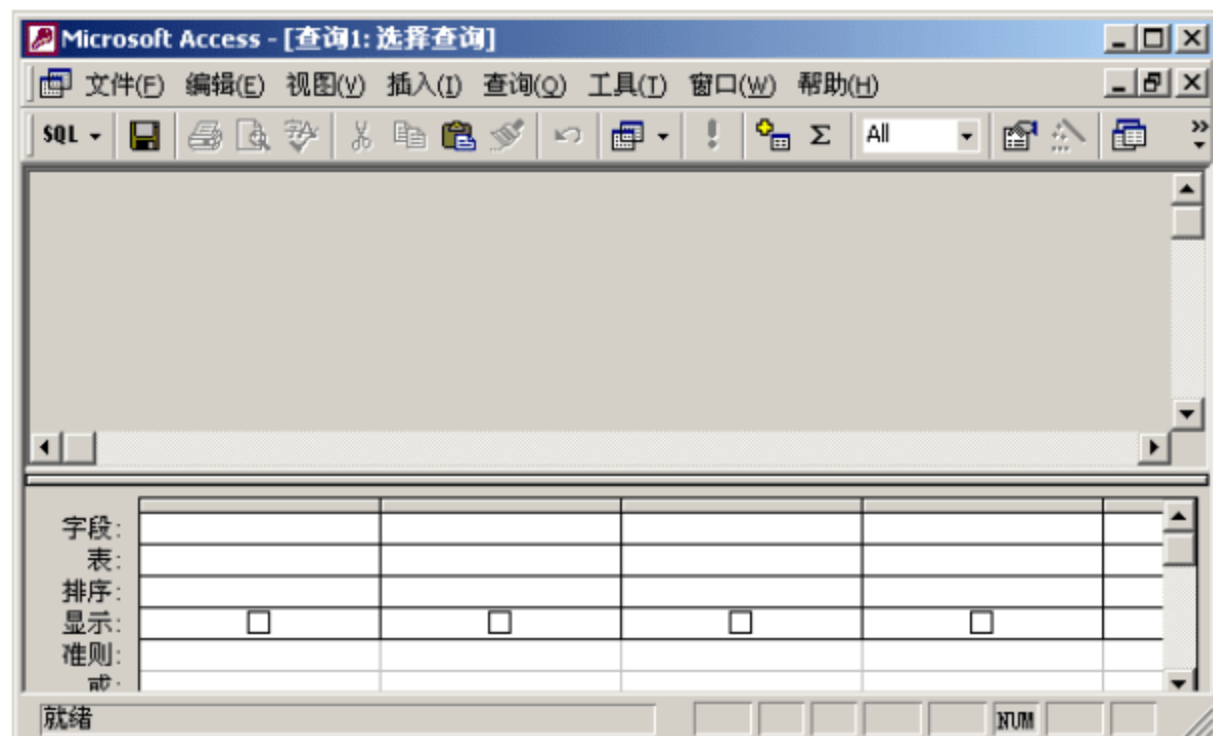 Microsoft Access - [查询1: 选择查询]
文件(F) 编辑(E) 视图(V) 插入(I) 查询(Q) 工具(T) 窗口(W) 帮助(H)
SQL Σ All
字段:
表:
排序:
显示:
准则:
或:
就绪 NUM